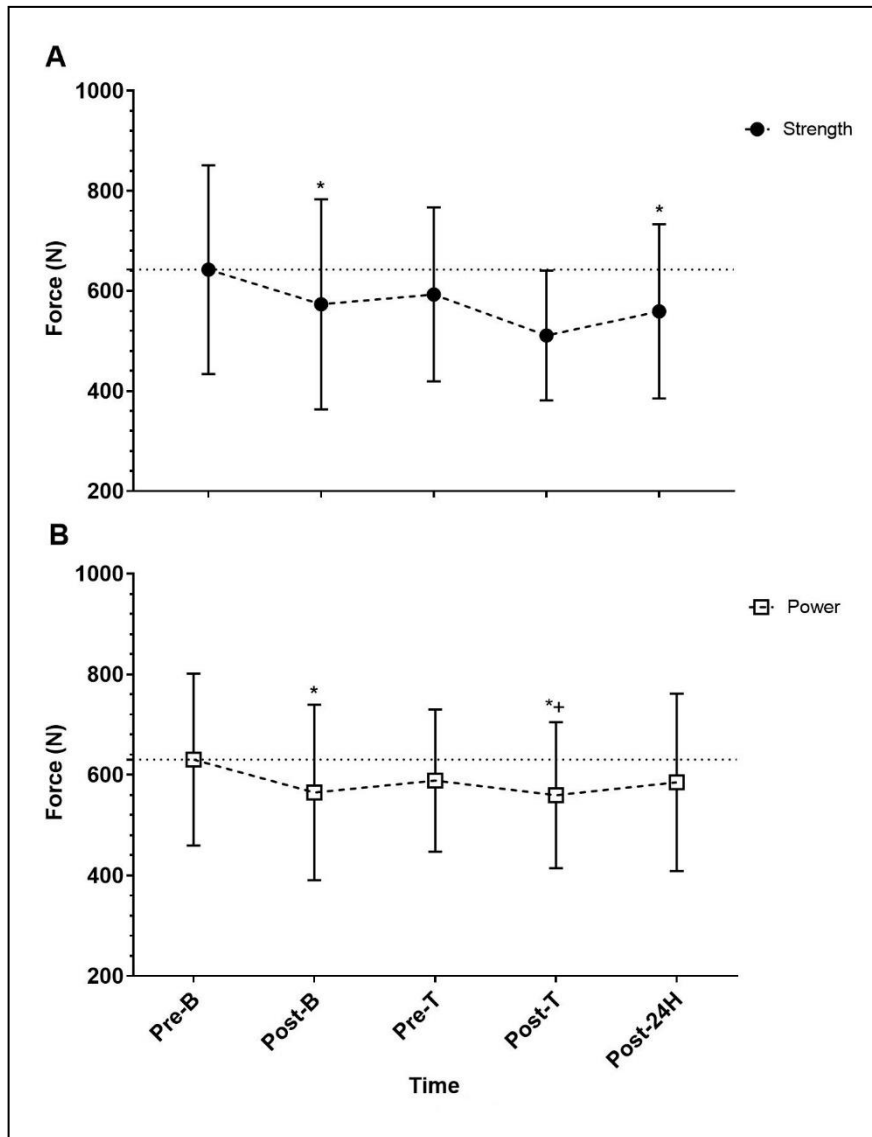 A
1000
800
600
400
200
Force (N)
Strength
*
*
B
1000
800
600
400
200
Force (N)
Power
*
*+
Pre-B
Post-B
Pre-T
Post-T
Post-24H
Time